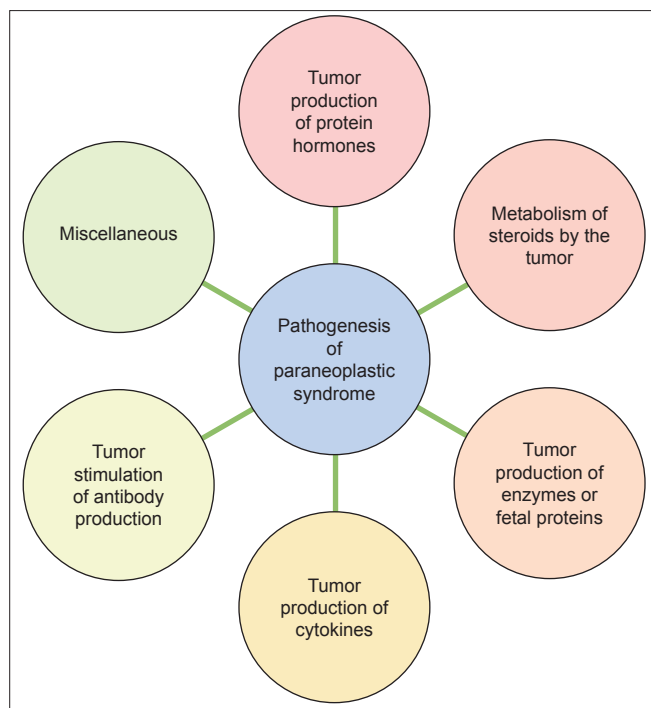 Tumor
production
of protein
hormones
Miscellaneous
Metabolism of
steroids by the
tumor
Pathogenesis
of
paraneoplastic
syndrome
Tumor
stimulation
of antibody
production
Tumor
production of
enzymes or
fetal proteins
Tumor
production of
cytokines